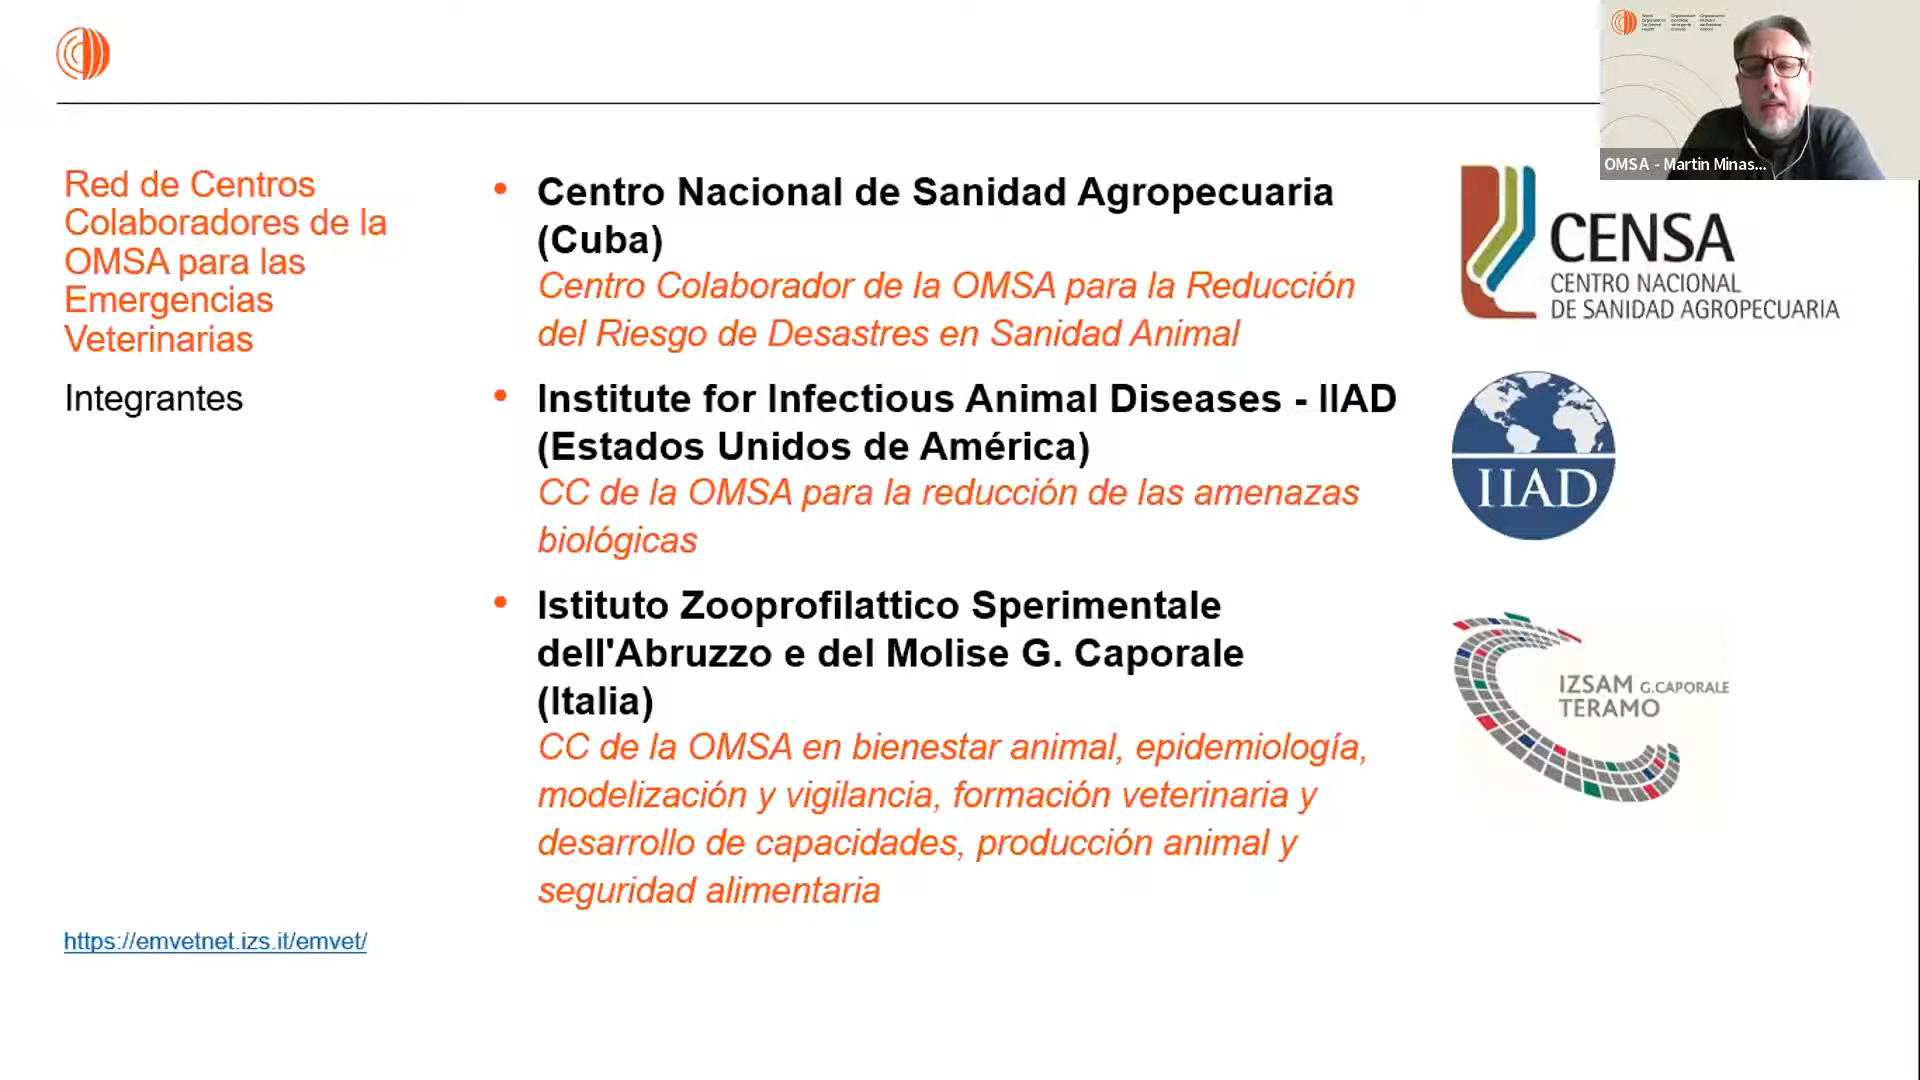 Red de Centros
Colaboradores de la
OMSA para las
Emergencias
Veterinarias
Integrantes
https://emvetnet.izs.it/emvet/
• Centro Nacional de Sanidad Agropecuaria
(Cuba)
Centro Colaborador de la OMSA para la Reducción
del Riesgo de Desastres en Sanidad Animal
• Institute for Infectious Animal Diseases - IIAD
(Estados Unidos de América)
CC de la OMSA para la reducción de las amenazas
biológicas
• Istituto Zooprofilattico Sperimentale
dell'Abruzzo e del Molise G. Caporale
(Italia)
CC de la OMSA en bienestar animal, epidemiología,
modelización y vigilancia, formación veterinaria y
desarrollo de capacidades, producción animal y
seguridad alimentaria
OMSA - Martin Minas...
CENSA
CENTRO NACIONAL
DE SANIDAD AGROPECUARIA
IIAD
IZSAM G.CAPORALE
TERAMO